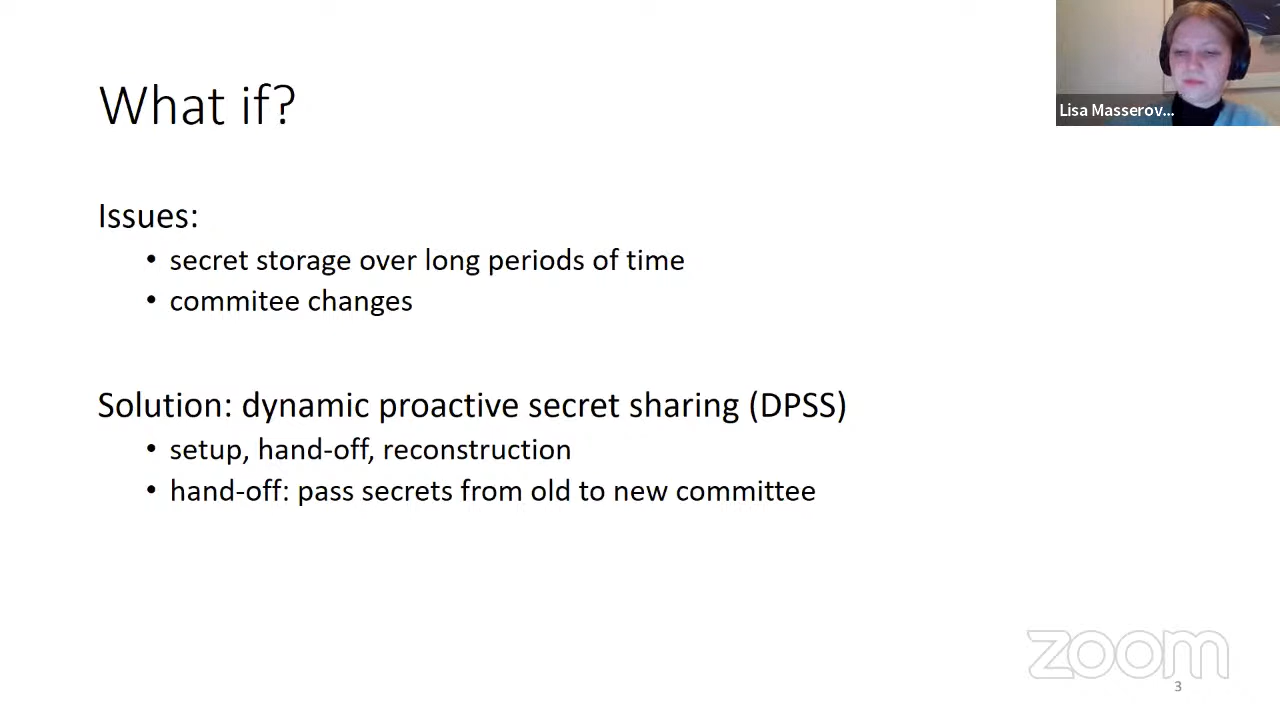 What if?
Lisa Masserov...
Issues:
• secret storage over long periods of time
• commitee changes
Solution: dynamic proactive secret sharing (DPSS)
• setup, hand-off, reconstruction
• hand-off: pass secrets from old to new committee
zoom
3